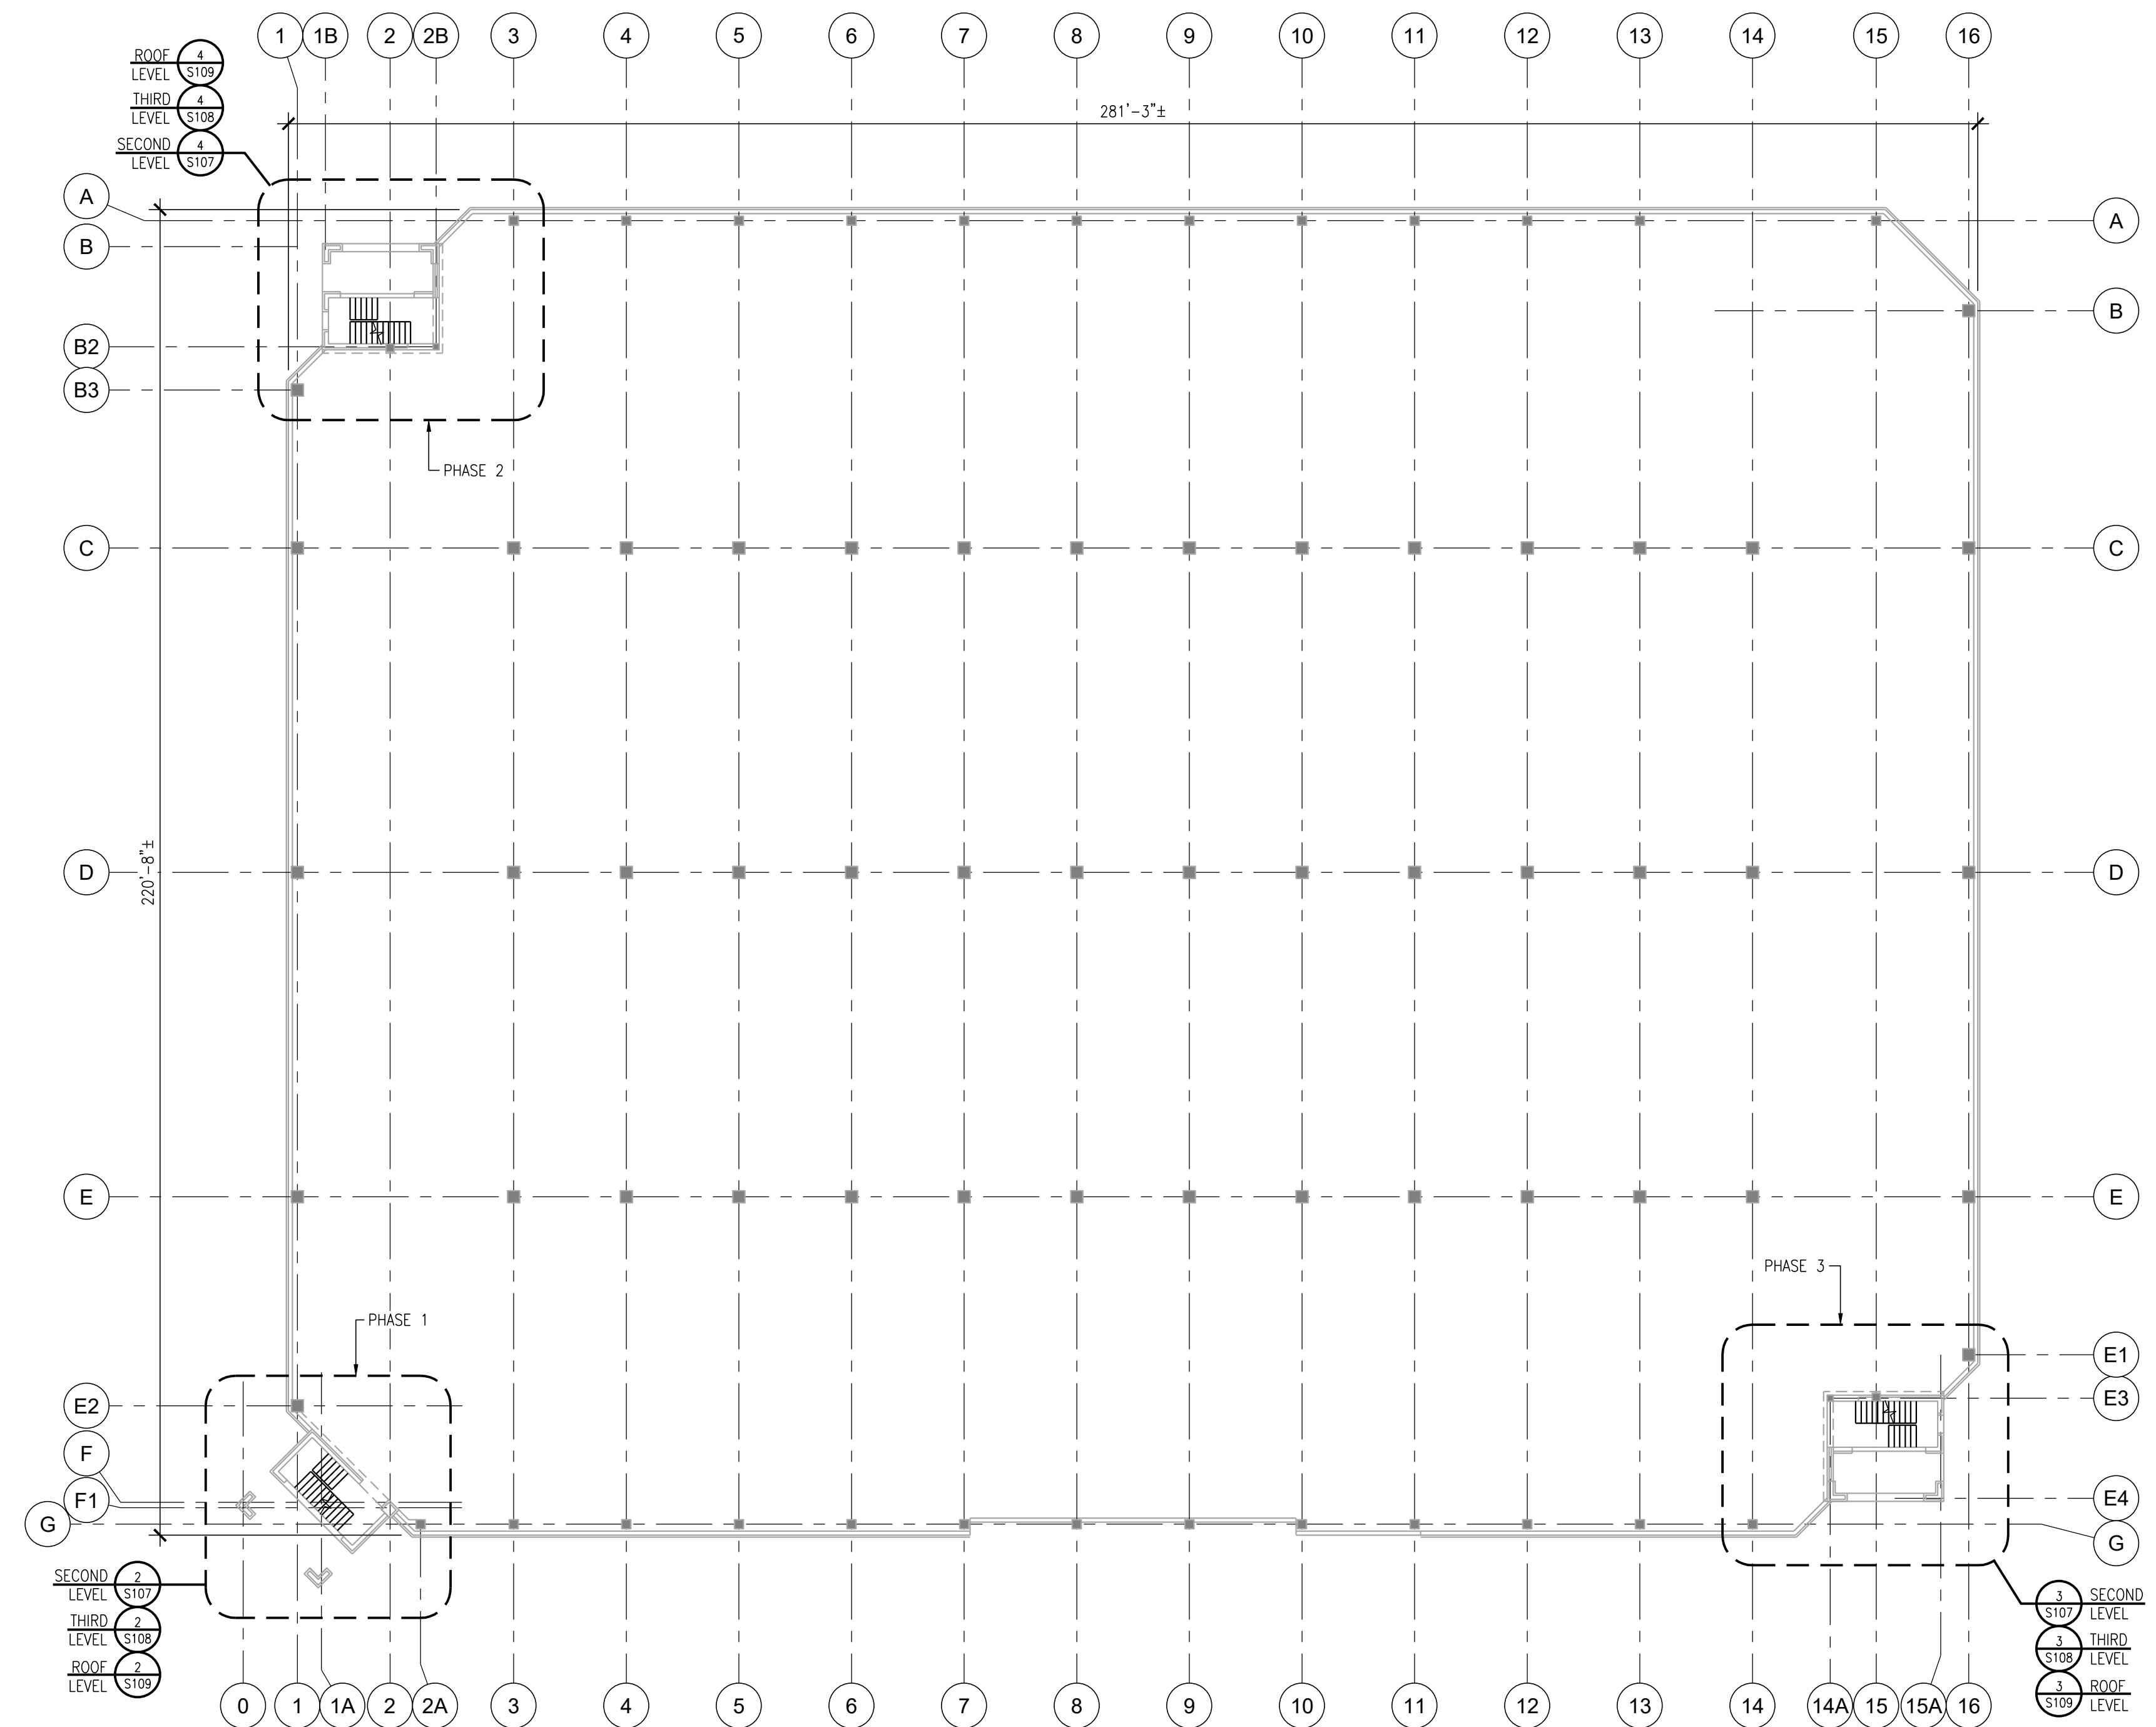 1 1B 2 2B 3 4 5 6 7 8 9 10 11 12 13 14 15 16
ROOF
LEVEL
4
S109
THIRD
LEVEL
4
S108
SECOND
LEVEL
4
S107
281'-3"±
A
A
B
B
B2
B3
PHASE 2
C
C
220'-8"±
D
D
E
E
PHASE 3
PHASE 1
E1
E2
E3
F
F1
E4
G
G
SECOND
LEVEL
2
S107
THIRD
LEVEL
2
S108
ROOF
LEVEL
2
S109
3
S107
SECOND
LEVEL
3
S108
THIRD
LEVEL
3
S109
ROOF
LEVEL
0 1 1A 2 2A 3 4 5 6 7 8 9 10 11 12 13 14 14A 15 15A 16